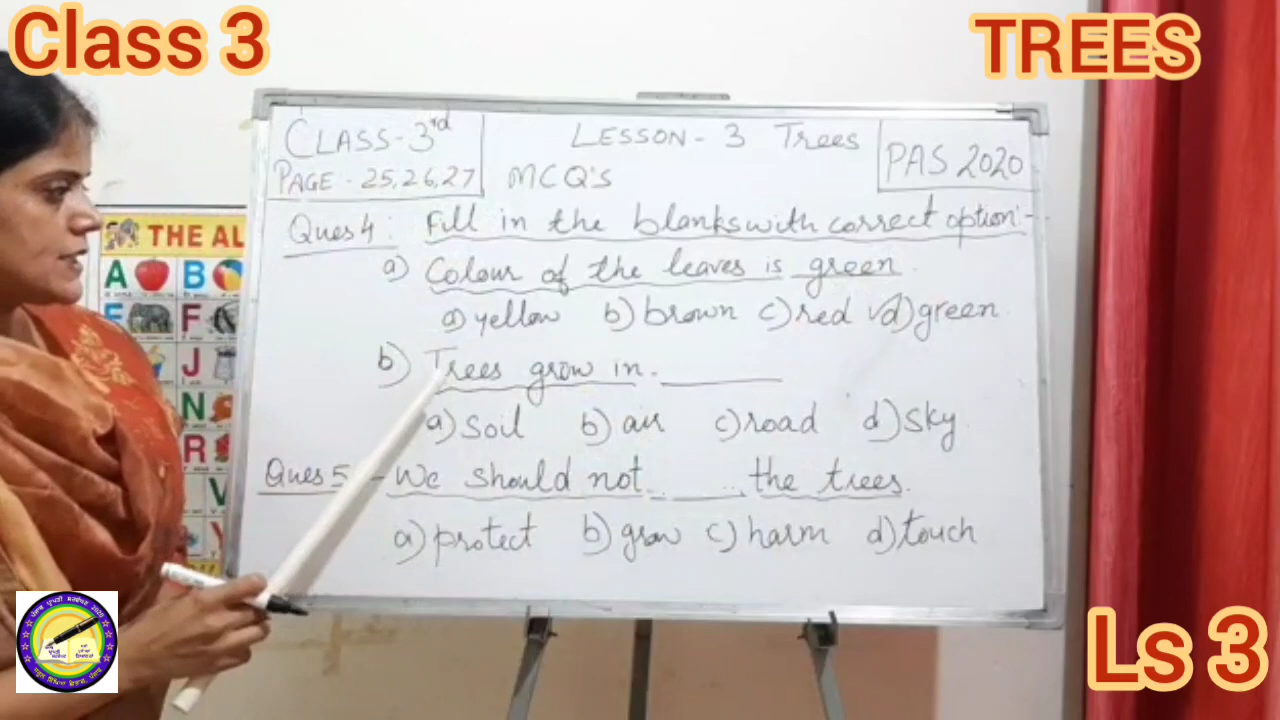 Class 3
TREES
CLASS-3rd
PAGE-25,26,27
LESSON-3 Trees
MCQ'S
PAS 2020
Ques 4: Fill in the blanks with correct option:-
a) Colour of the leaves is green.
a) yellow b) brown c) red √d) green.
b) Trees grow in. ______
a) soil b) air c) road d) sky.
Ques 5 - We should not ______ the trees.
a) protect b) grow c) harm d) touch
THE AL
A B
E F
J
N
R
V
Y
Ls 3